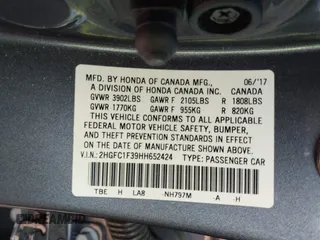 MFD. BY HONDA OF CANADA MFG., 06/'17
A DIVISION OF HONDA CANADA INC. CANADA
GVWR 3902LBS GAWR F 2105LBS R 1808LBS
GVWR 1770KG GAWR F 955KG R 820KG
THIS VEHICLE CONFORMS TO ALL APPLICABLE
FEDERAL MOTOR VEHICLE SAFETY, BUMPER,
AND THEFT PREVENTION STANDARDS IN EFFECT
ON THE DATE OF MANUFACTURE SHOWN ABOVE.
V.I.N.: 2HGFC1F39HH652424 TYPE: PASSENGER CAR
TBE H LA8 -NH797M -A -H